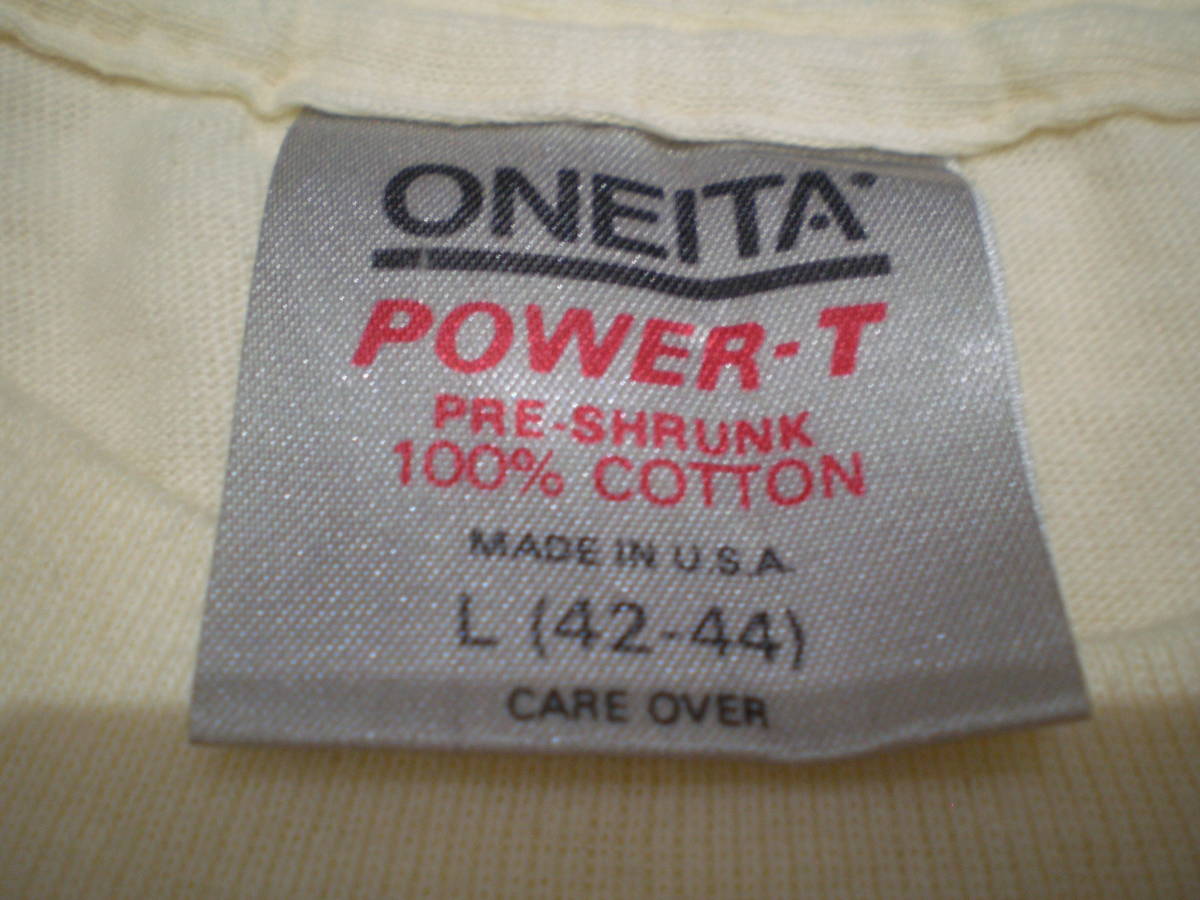 ONEITA
POWER-T
PRE-SHRUNK
100% COTTON
MADE IN U.S.A.
L (42-44)
CARE OVER